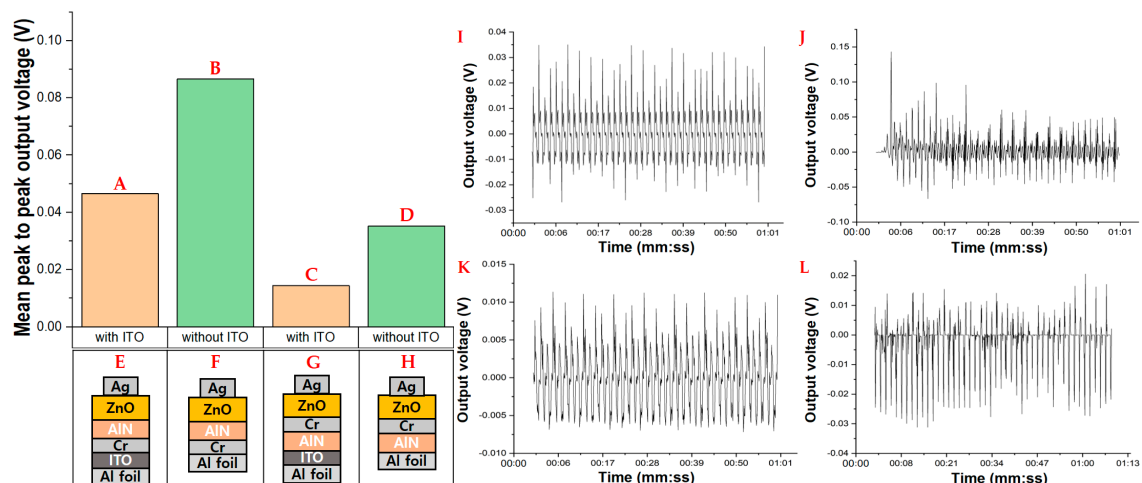 Mean peak to peak output voltage (V)
0.10
0.08
0.06
0.04
0.02
0.00
A
B
C
D
with ITO
without ITO
with ITO
without ITO
E
Ag
ZnO
AlN
Cr
ITO
Al foil
F
Ag
ZnO
AlN
Cr
Al foil
G
Ag
ZnO
Cr
AlN
ITO
Al foil
H
Ag
ZnO
Cr
AlN
Al foil
I
Output voltage (V)
0.04
0.03
0.02
0.01
0.00
-0.01
-0.02
-0.03
00:00
00:06
00:17
00:28
00:39
00:50
01:01
Time (mm:ss)
J
Output voltage (V)
0.15
0.10
0.05
0.00
-0.05
-0.10
00:00
00:06
00:17
00:28
00:39
00:50
01:01
Time (mm:ss)
K
Output voltage (V)
0.015
0.010
0.005
0.000
-0.005
-0.010
00:00
00:06
00:17
00:28
00:39
00:50
01:01
Time (mm:ss)
L
Output voltage (V)
0.02
0.01
0.00
-0.01
-0.02
-0.03
-0.04
00:00
00:08
00:21
00:34
00:47
01:00
01:13
Time (mm:ss)